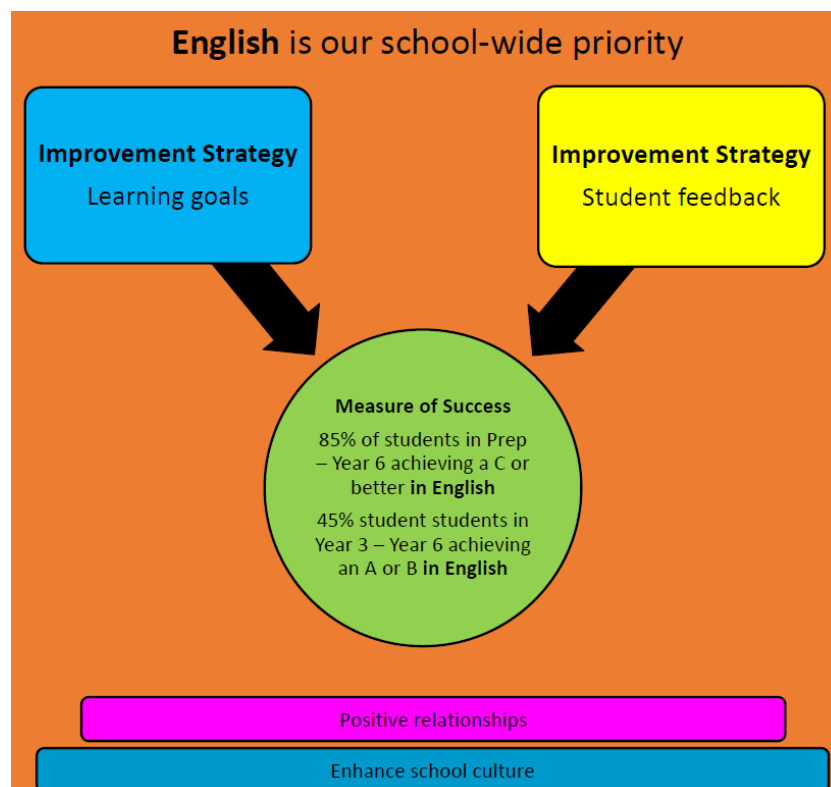 English is our school-wide priority
Improvement Strategy
Learning goals
Improvement Strategy
Student feedback
Measure of Success
85% of students in Prep
– Year 6 achieving a C or
better in English
45% student students in
Year 3 – Year 6 achieving
an A or B in English
Positive relationships
Enhance school culture